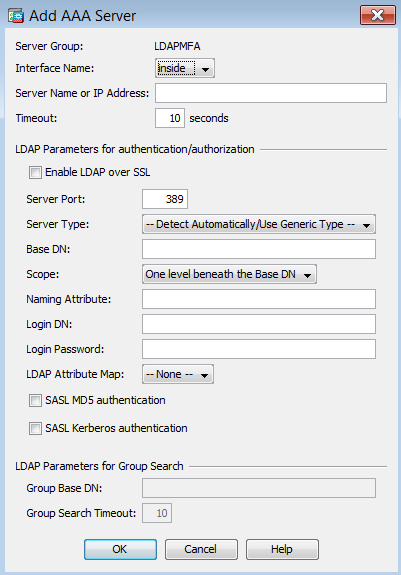 Add AAA Server
Server Group: LDAPMFA
Interface Name: inside
Server Name or IP Address:
Timeout: 10 seconds
LDAP Parameters for authentication/authorization
Enable LDAP over SSL
Server Port: 389
Server Type: -- Detect Automatically/Use Generic Type --
Base DN:
Scope: One level beneath the Base DN
Naming Attribute:
Login DN:
Login Password:
LDAP Attribute Map: -- None --
SASL MD5 authentication
SASL Kerberos authentication
LDAP Parameters for Group Search
Group Base DN:
Group Search Timeout: 10
OK Cancel Help